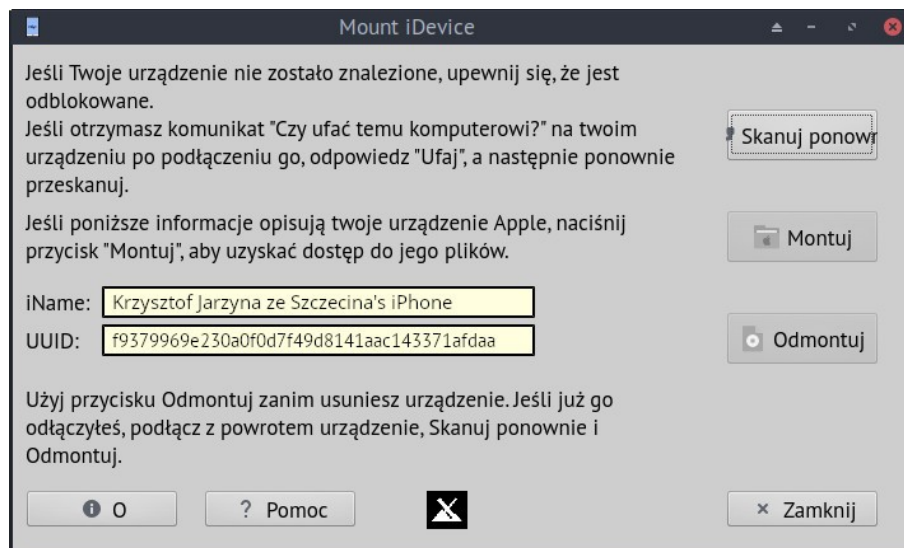 Mount iDevice
Jeśli Twoje urządzenie nie zostało znalezione, upewnij się, że jest
odblokowane.
Jeśli otrzymasz komunikat "Czy ufać temu komputerowi?" na twoim
urządzeniu po podłączeniu go, odpowiedz "Ufaj", a następnie ponownie
przeskanuj.
Skanuj ponowr
Jeśli poniższe informacje opisują twoje urządzenie Apple, naciśnij
przycisk "Montuj", aby uzyskać dostęp do jego plików.
Montuj
iName: Krzysztof Jarzyna ze Szczecina's iPhone
UUID: f9379969e230a0f0d7f49d8141aac143371afdaa
Odmontuj
Użyj przycisku Odmontuj zanim usuniesz urządzenie. Jeśli już go
odłączyłeś, podłącz z powrotem urządzenie, Skanuj ponownie i
Odmontuj.
O
? Pomoc
Zamknij